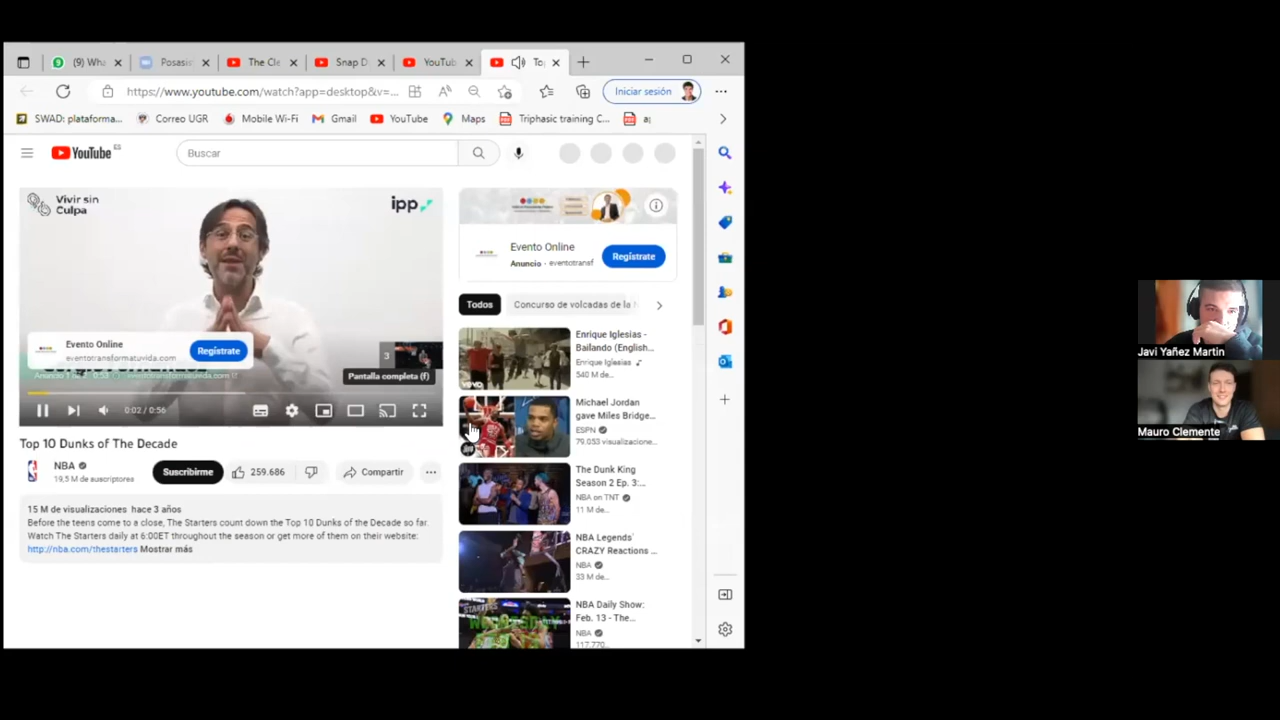 (9) Wha
Posasis
The Cle
Snap D
YouTub
To
https://www.youtube.com/watch?app=desktop&v=...
Iniciar sesión
SWAD: plataforma...
Correo UGR
Mobile Wi-Fi
Gmail
YouTube
Maps
Triphasic training C...
YouTube ES
Buscar
Vivir sin
Culpa
ipp
Evento Online
eventotransformatuvida.com
Regístrate
3
Pantalla completa (f)
0:02 / 0:56
Top 10 Dunks of The Decade
NBA
19,5 M de suscriptores
Suscribirme
259.686
Compartir
15 M de visualizaciones hace 3 años
Before the teens come to a close, The Starters count down the Top 10 Dunks of the Decade so far.
Watch The Starters daily at 6:00ET throughout the season or get more of them on their website:
http://nba.com/thestarters Mostrar más
Evento Online
Anuncio · eventotransf
Regístrate
Todos
Concurso de volcadas de la
Enrique Iglesias -
Bailando (English...
Enrique Iglesias
540 M de...
vevo
Michael Jordan
gave Miles Bridge...
ESPN
79.053 visualizacione...
The Dunk King
Season 2 Ep. 3:...
NBA on TNT
11 M de...
NBA Legends'
CRAZY Reactions ...
NBA
33 M de...
NBA Daily Show:
Feb. 13 - The...
NBA
117.770
Javi Yañez Martin
Mauro Clemente